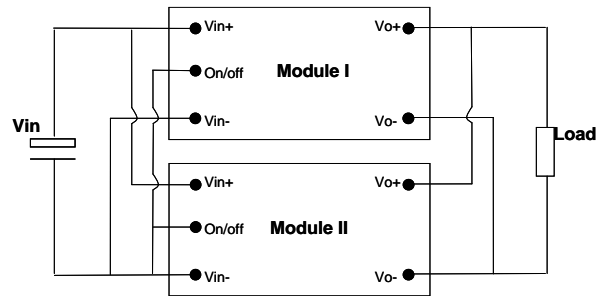 Vin+
Vo+
On/off
Module I
Vin-
Vo-
Vin
Load
Vin+
Vo+
On/off
Module II
Vin-
Vo-